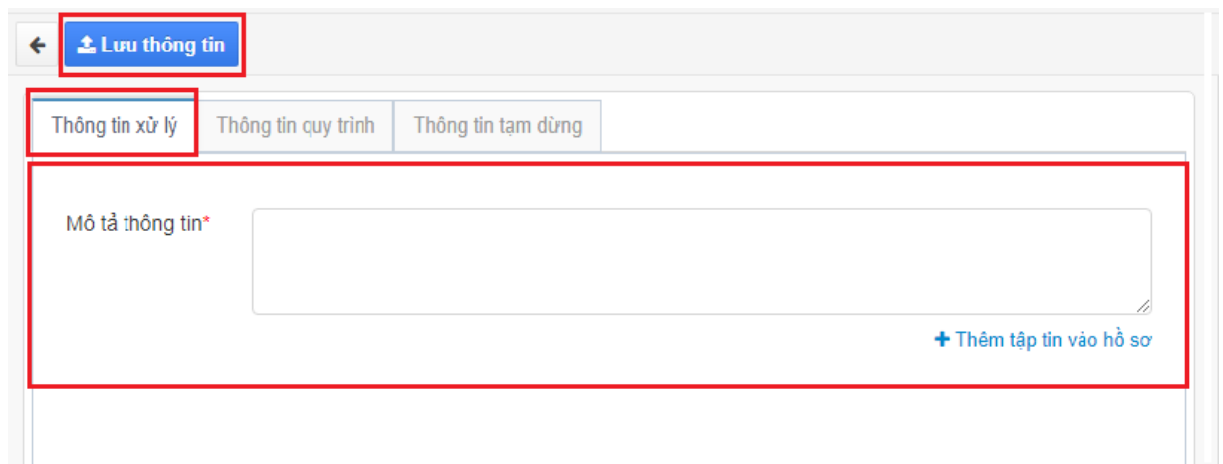 Lưu thông tin
Thông tin xử lý Thông tin quy trình Thông tin tạm dừng
Mô tả thông tin*
+ Thêm tập tin vào hồ sơ